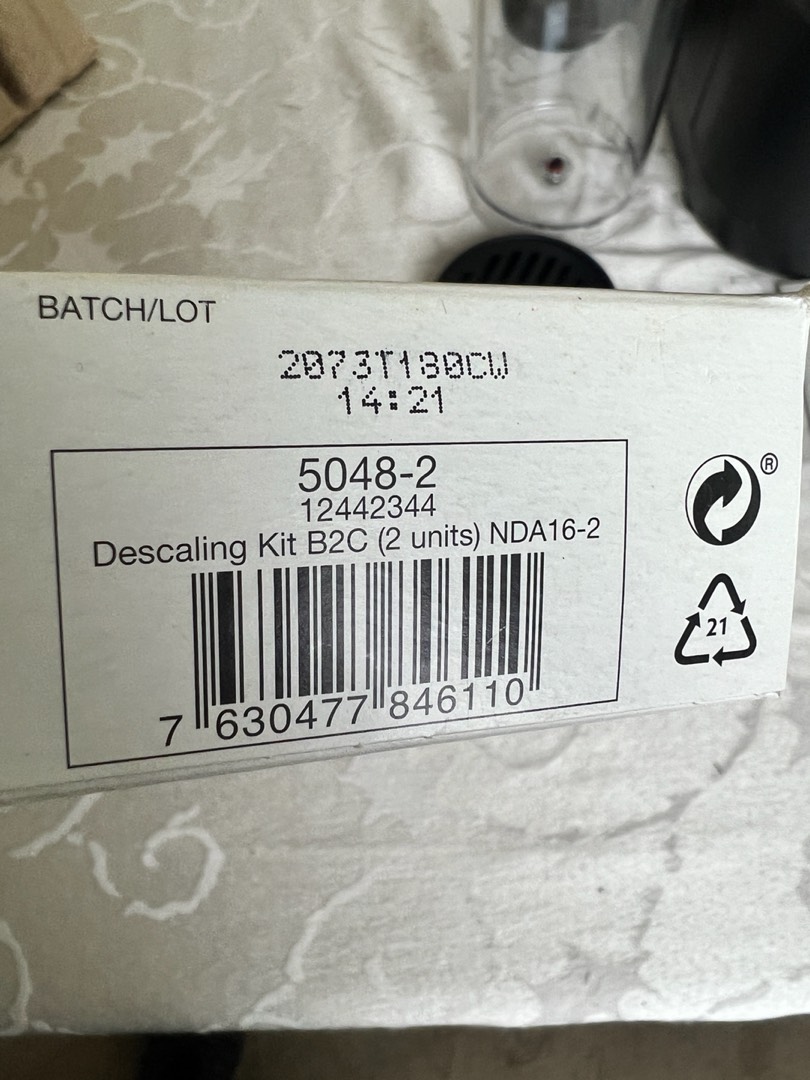 BATCH/LOT
2073T180CW
14:21
5048-2
12442344
Descaling Kit B2C (2 units) NDA16-2
7 630477 846110
®
21